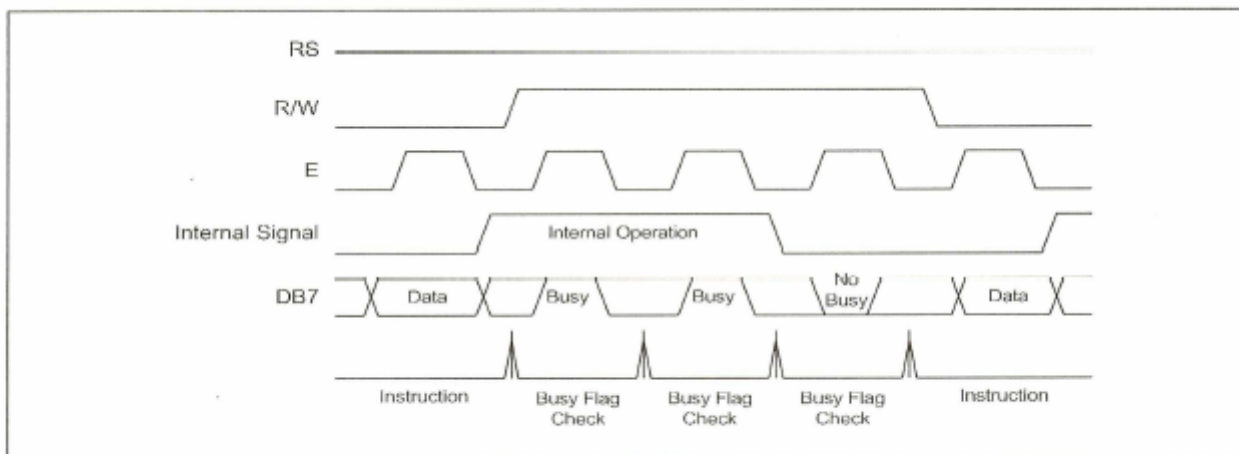 RS
R/W
E
Internal Signal
Internal Operation
DB7
Data
Busy
Busy
No
Busy
Data
Instruction
Busy Flag
Check
Busy Flag
Check
Busy Flag
Check
Instruction